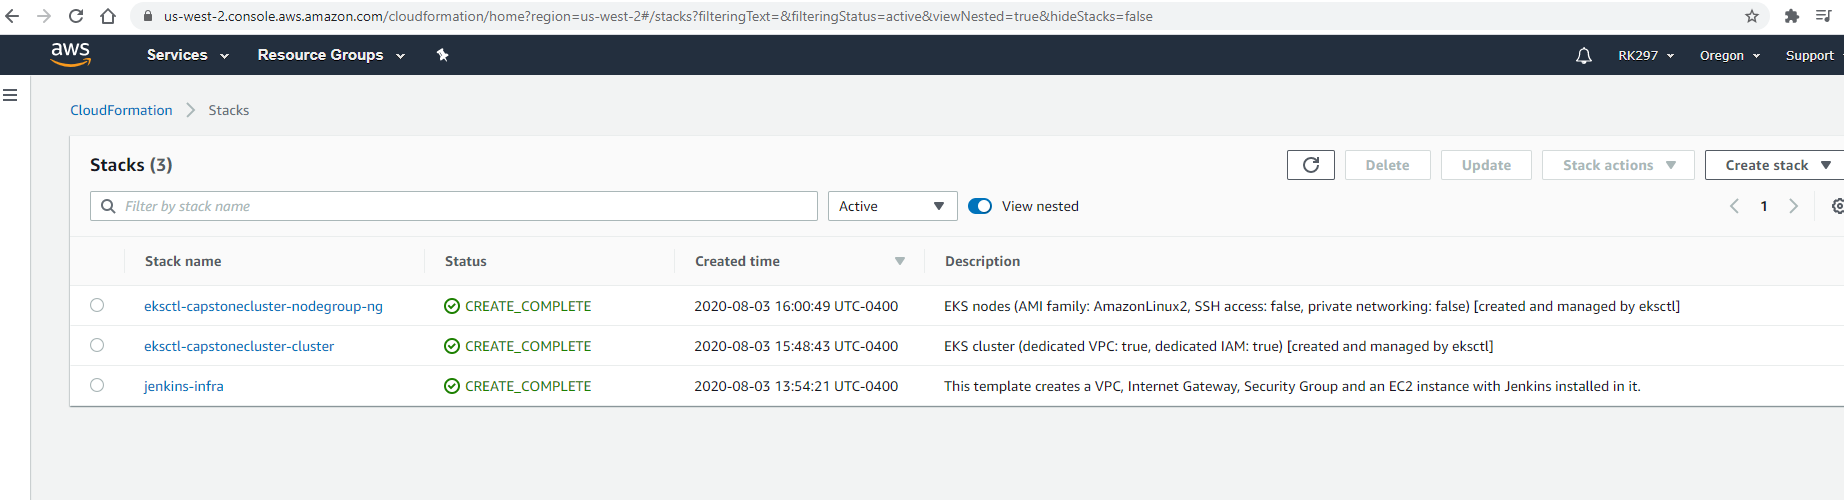 us-west-2.console.aws.amazon.com/cloudformation/home?region=us-west-2#/stacks?filteringText=&filteringStatus=active&viewNested=true&hideStacks=false
aws Services Resource Groups RK297 Oregon Support
CloudFormation Stacks
Stacks (3) Delete Update Stack actions Create stack
Filter by stack name Active View nested 1
Stack name Status Created time Description
eksctl-capstonecluster-nodegroup-ng CREATE_COMPLETE 2020-08-03 16:00:49 UTC-0400 EKS nodes (AMI family: AmazonLinux2, SSH access: false, private networking: false) [created and managed by eksctl]
eksctl-capstonecluster-cluster CREATE_COMPLETE 2020-08-03 15:48:43 UTC-0400 EKS cluster (dedicated VPC: true, dedicated IAM: true) [created and managed by eksctl]
jenkins-infra CREATE_COMPLETE 2020-08-03 13:54:21 UTC-0400 This template creates a VPC, Internet Gateway, Security Group and an EC2 instance with Jenkins installed in it.